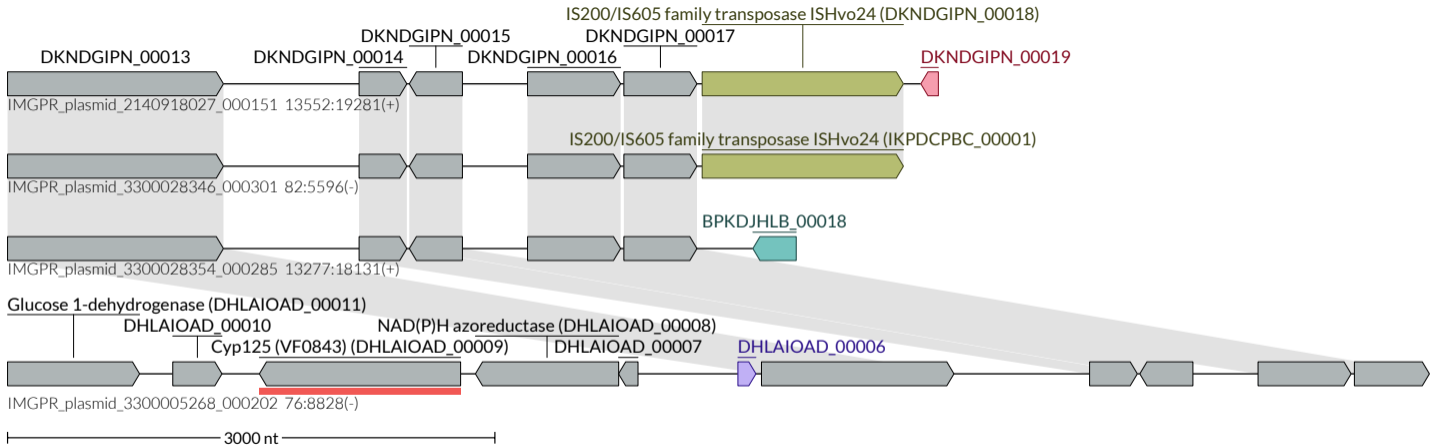 IS200/IS605 family transposase ISHvo24 (DKNDGIPN_00018)
DKNDGIPN_00015
DKNDGIPN_00017
DKNDGIPN_00013
DKNDGIPN_00014
DKNDGIPN_00016
DKNDGIPN_00019
IMGPR_plasmid_2140918027_000151 13552:19281(+)
IS200/IS605 family transposase ISHvo24 (IKPDCPBC_00001)
IMGPR_plasmid_3300028346_000301 82:5596(-)
BPKDJHLB_00018
IMGPR_plasmid_3300028354_000285 13277:18131(+)
Glucose 1-dehydrogenase (DHLAIOAD_00011)
DHLAIOAD_00010
NAD(P)H azoreductase (DHLAIOAD_00008)
Cyp125 (VF0843) (DHLAIOAD_00009)
DHLAIOAD_00007
DHLAIOAD_00006
IMGPR_plasmid_3300005268_000202 76:8828(-)
3000 nt